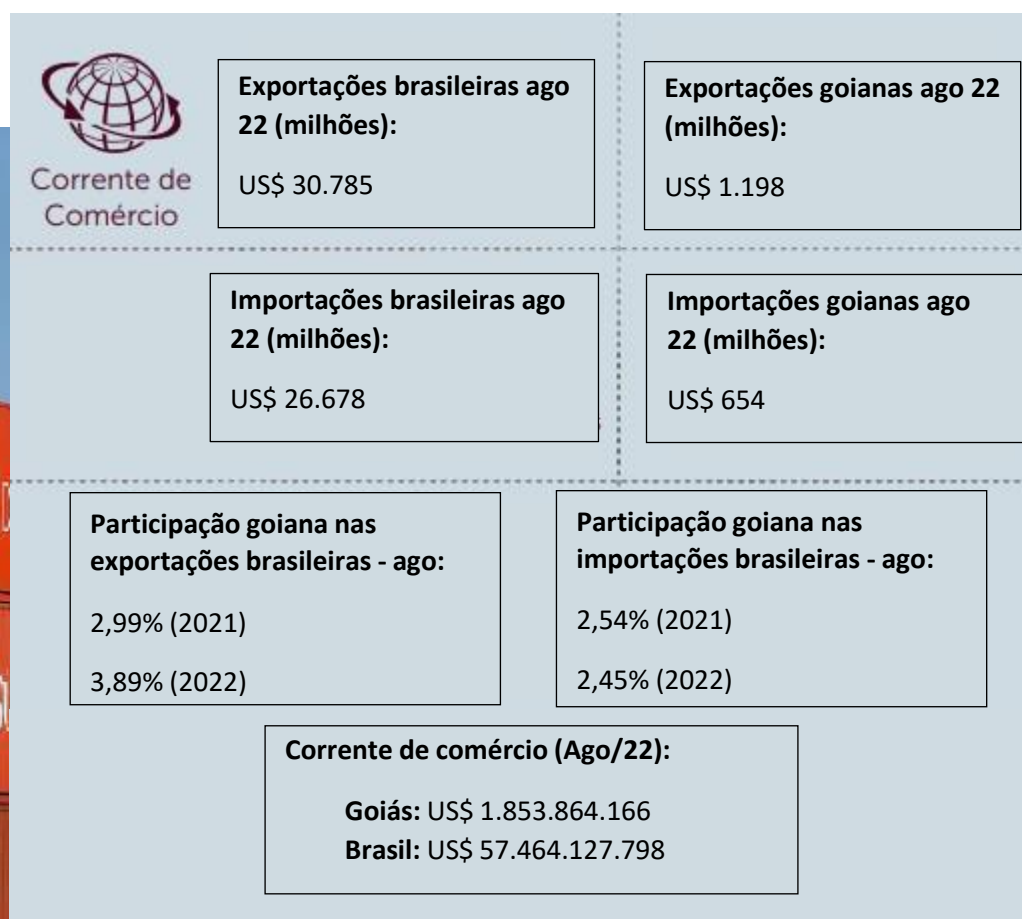 Corrente de
Comércio
Exportações brasileiras ago
22 (milhões):
US$ 30.785
Exportações goianas ago 22
(milhões):
US$ 1.198
Importações brasileiras ago
22 (milhões):
US$ 26.678
Importações goianas ago
22 (milhões):
US$ 654
Participação goiana nas
exportações brasileiras - ago:
2,99% (2021)
3,89% (2022)
Participação goiana nas
importações brasileiras - ago:
2,54% (2021)
2,45% (2022)
Corrente de comércio (Ago/22):
Goiás: US$ 1.853.864.166
Brasil: US$ 57.464.127.798